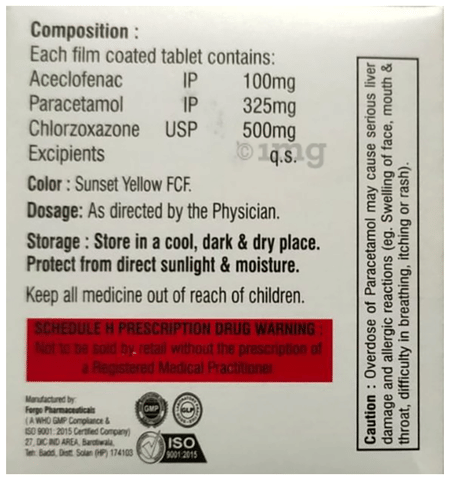 Composition :
Each film coated tablet contains:
Aceclofenac IP 100mg
Paracetamol IP 325mg
Chlorzoxazone USP 500mg
Excipients q.s.
© 1mg
Color : Sunset Yellow FCF.
Dosage: As directed by the Physician.
Storage : Store in a cool, dark & dry place.
Protect from direct sunlight & moisture.
Keep all medicine out of reach of children.
SCHEDULE H PRESCRIPTION DRUG WARNING :
Not to be sold by retail without the prescription of
a Registered Medical Practitioner
Manufactured by:
Forgo Pharmaceuticals
(A WHO GMP Compliance &
ISO 9001: 2015 Certified Company)
27, DIC IND AREA, Barotiwala,
Teh: Baddi, Distt. Solan (HP) 174103
GMP
GLP
ISO
9001:2015
Caution : Overdose of Paracetamol may cause serious liver
damage and allergic reactions (eg. Swelling of face, mouth &
throat, difficulty in breathing, itching or rash).